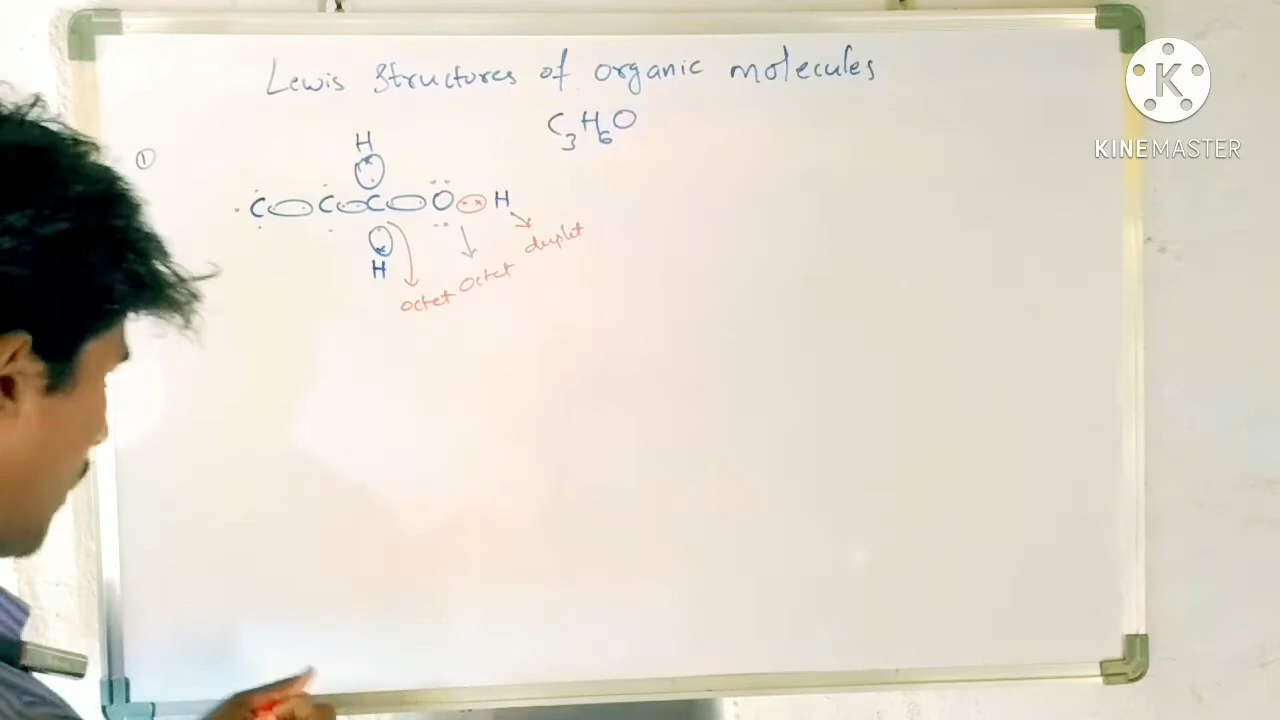 Lewis structures of organic molecules
C3H6O
①
H
C C C O H
H
duplet
octet
octet
K
KINEMASTER